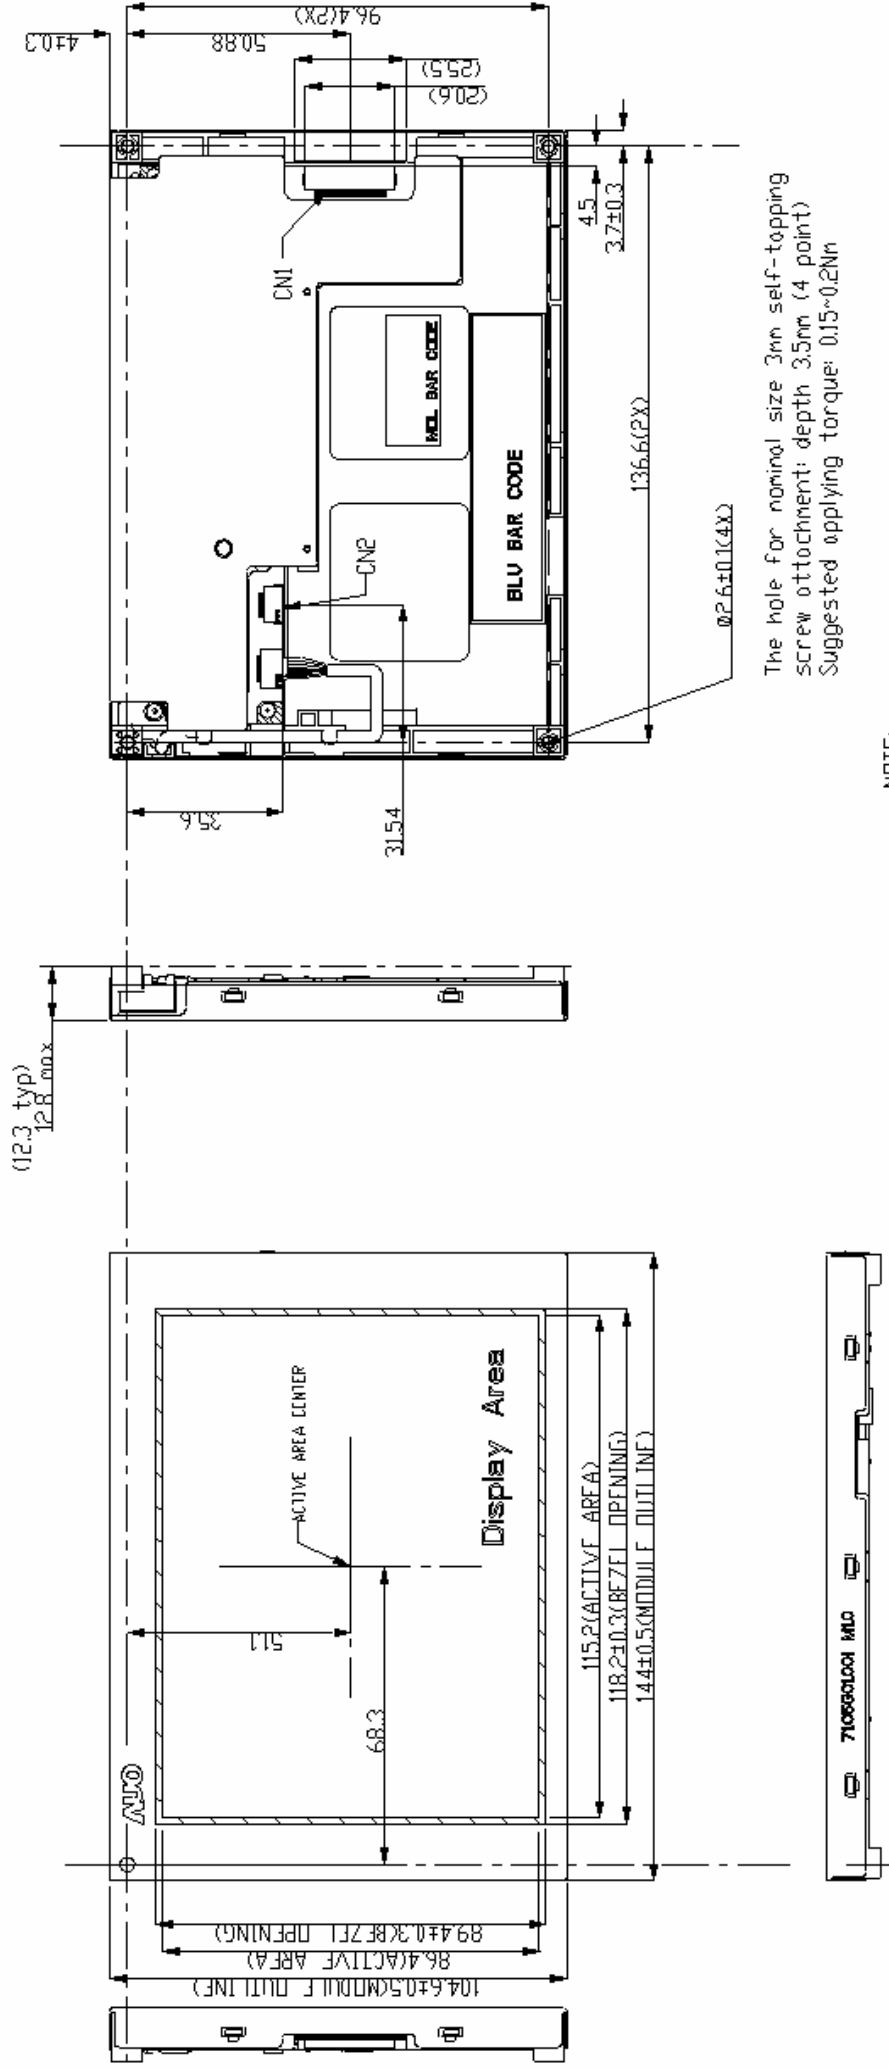 96.4(2X)
50.88
4±0.3
(25.5)
(20.6)
CN1
4.5
3.7±0.3
MDL BAR CODE
BLU BAR CODE
136.6(2X)
CN2
ø2.6±0.1(4X)
35.6
31.54
The hole for nominal size 3mm self-tapping
screw attachment: depth 3.5mm (4 point)
Suggested applying torque: 0.15~0.2Nm
NOTE:
(12.3 typ)
12.8 max
ACTIVE AREA CENTER
Display Area
51.1
68.3
AUO
115.2(ACTIVE AREA)
118.2±0.3(BEZEL OPENING)
144±0.5(MODULE OUTLINE)
89.4±0.3(BEZEL OPENING)
86.4(ACTIVE AREA)
104.6±0.5(MODULE OUTLINE)